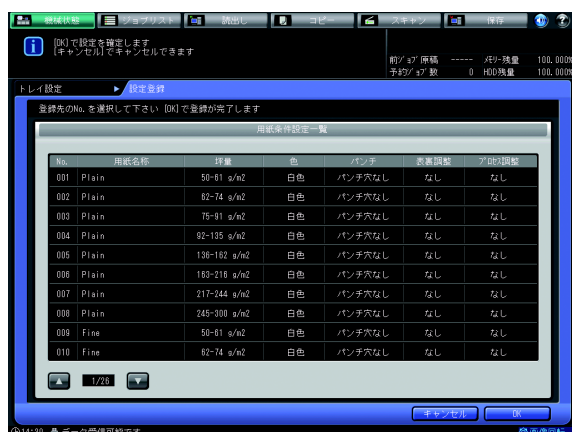 機械状態 ジョブリスト 読出し コピー スキャン 保存
[OK]で設定を確定します
[キャンセル]でキャンセルできます
前ｼﾞｮﾌﾞ原稿 ----- ﾒﾓﾘｰ残量 100.000%
予約ｼﾞｮﾌﾞ数 0 HDD残量 100.000%
トレイ設定 ▶ 設定登録
登録先のNo.を選択して下さい [OK]で登録が完了します
用紙条件設定一覧
No. 用紙名称 坪量 色 パンチ 表裏調整 ﾌﾟﾛｾｽ調整
001 Plain 50-61 g/m2 白色 パンチ穴なし なし なし
002 Plain 62-74 g/m2 白色 パンチ穴なし なし なし
003 Plain 75-91 g/m2 白色 パンチ穴なし なし なし
004 Plain 92-135 g/m2 白色 パンチ穴なし なし なし
005 Plain 136-162 g/m2 白色 パンチ穴なし なし なし
006 Plain 163-216 g/m2 白色 パンチ穴なし なし なし
007 Plain 217-244 g/m2 白色 パンチ穴なし なし なし
008 Plain 245-300 g/m2 白色 パンチ穴なし なし なし
009 Fine 50-61 g/m2 白色 パンチ穴なし なし なし
010 Fine 62-74 g/m2 白色 パンチ穴なし なし なし
1/26
キャンセル OK
14:30 データ受信可能です 画像回転